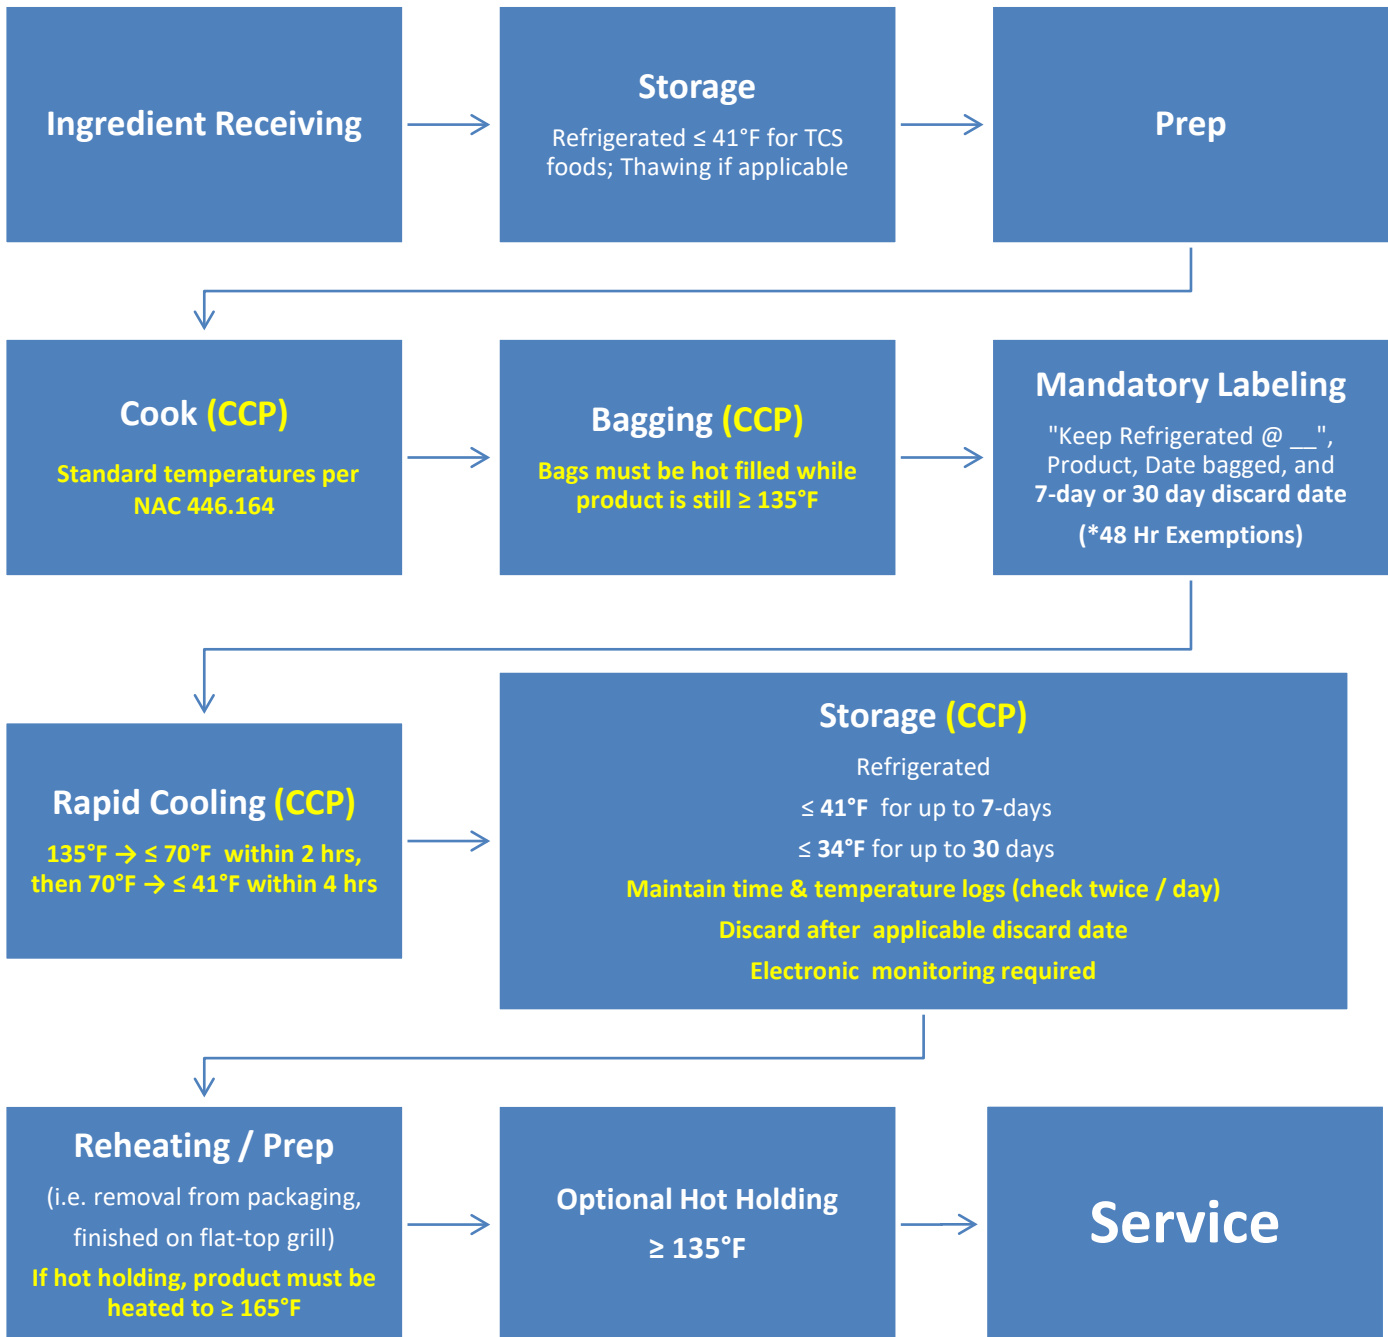 Ingredient Receiving
Storage
Refrigerated ≤ 41°F for TCS
foods; Thawing if applicable
Prep
Cook (CCP)
Standard temperatures per
NAC 446.164
Bagging (CCP)
Bags must be hot filled while
product is still ≥ 135°F
Mandatory Labeling
"Keep Refrigerated @ __",
Product, Date bagged, and
7-day or 30 day discard date
(*48 Hr Exemptions)
Rapid Cooling (CCP)
135°F → ≤ 70°F within 2 hrs,
then 70°F → ≤ 41°F within 4 hrs
Storage (CCP)
Refrigerated
≤ 41°F for up to 7-days
≤ 34°F for up to 30 days
Maintain time & temperature logs (check twice / day)
Discard after applicable discard date
Electronic monitoring required
Reheating / Prep
(i.e. removal from packaging,
finished on flat-top grill)
If hot holding, product must be
heated to ≥ 165°F
Optional Hot Holding
≥ 135°F
Service